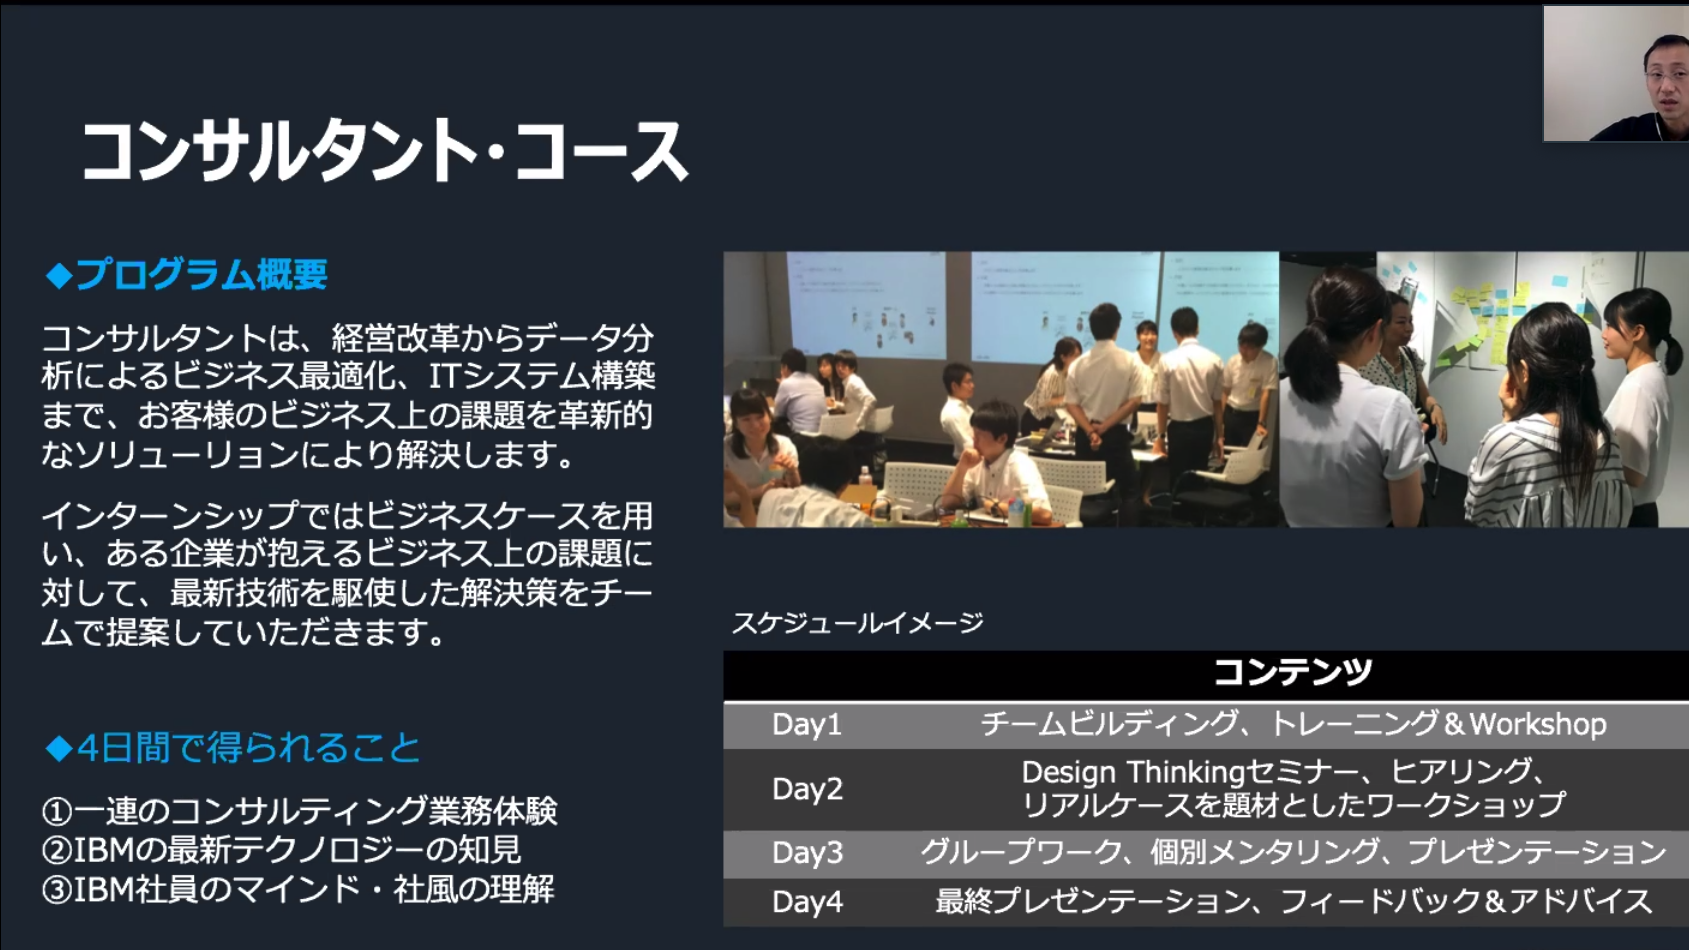 コンサルタント・コース
◆プログラム概要
コンサルタントは、経営改革からデータ分
析によるビジネス最適化、ITシステム構築
まで、お客様のビジネス上の課題を革新的
なソリューリョンにより解決します。
インターンシップではビジネスケースを用
い、ある企業が抱えるビジネス上の課題に
対して、最新技術を駆使した解決策をチー
ムで提案していただきます。
◆4日間で得られること
①一連のコンサルティング業務体験
②IBMの最新テクノロジーの知見
③IBM社員のマインド・社風の理解
スケジュールイメージ
コンテンツ
Day1 チームビルディング、トレーニング＆Workshop
Day2 Design Thinkingセミナー、ヒアリング、
リアルケースを題材としたワークショップ
Day3 グループワーク、個別メンタリング、プレゼンテーション
Day4 最終プレゼンテーション、フィードバック＆アドバイス